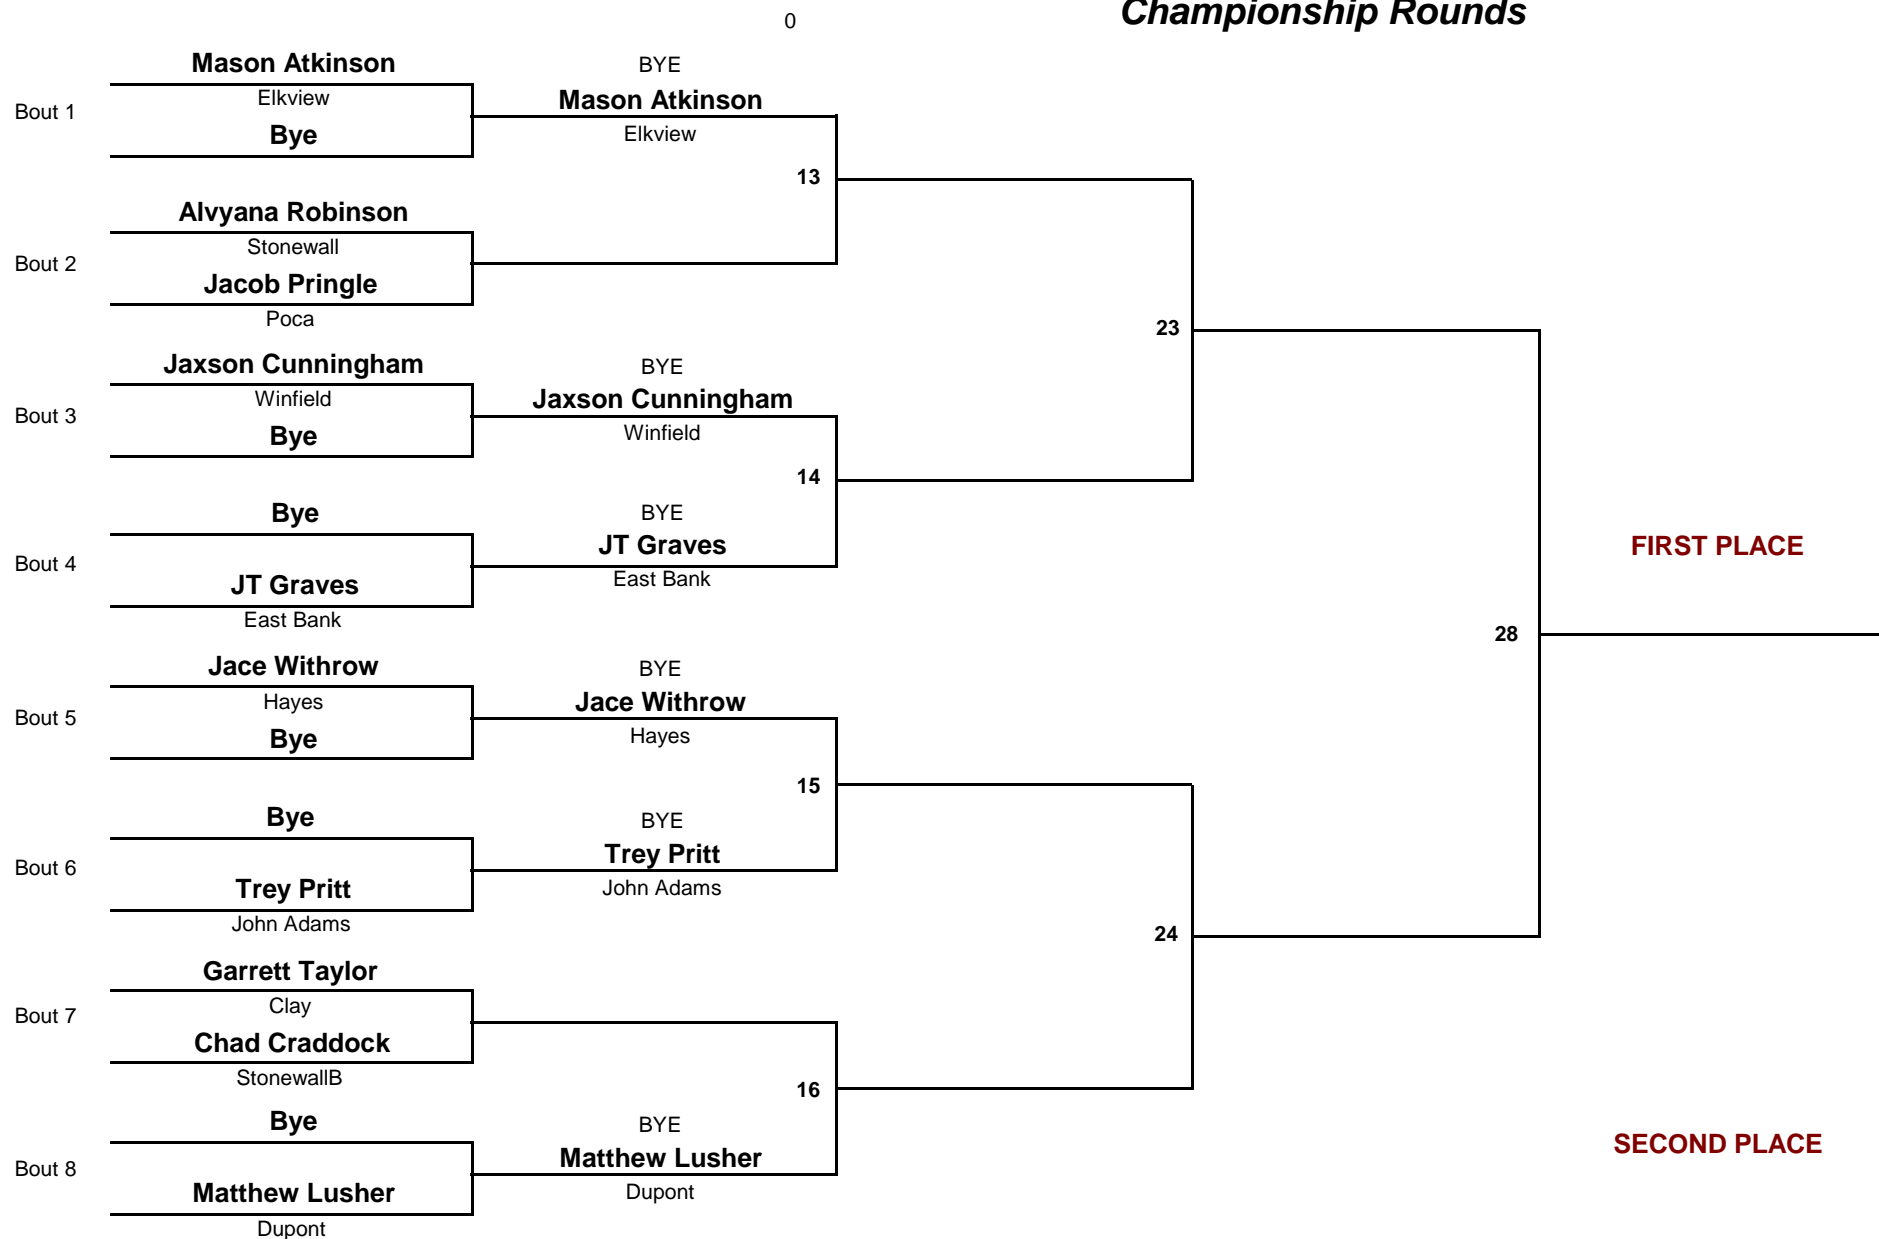 Championship Rounds
0
Mason Atkinson
BYE
Bout 1
Elkview
Mason Atkinson
Bye
Elkview
13
Alvyana Robinson
Bout 2
Stonewall
Jacob Pringle
Poca
23
Jaxson Cunningham
BYE
Bout 3
Winfield
Jaxson Cunningham
Bye
Winfield
14
Bye
BYE
Bout 4
JT Graves
JT Graves
East Bank
East Bank
FIRST PLACE
28
Jace Withrow
BYE
Bout 5
Hayes
Jace Withrow
Bye
Hayes
15
Bye
BYE
Bout 6
Trey Pritt
Trey Pritt
John Adams
John Adams
24
Garrett Taylor
Bout 7
Clay
Chad Craddock
StonewallB
16
Bye
BYE
Bout 8
Matthew Lusher
Matthew Lusher
Dupont
Dupont
SECOND PLACE